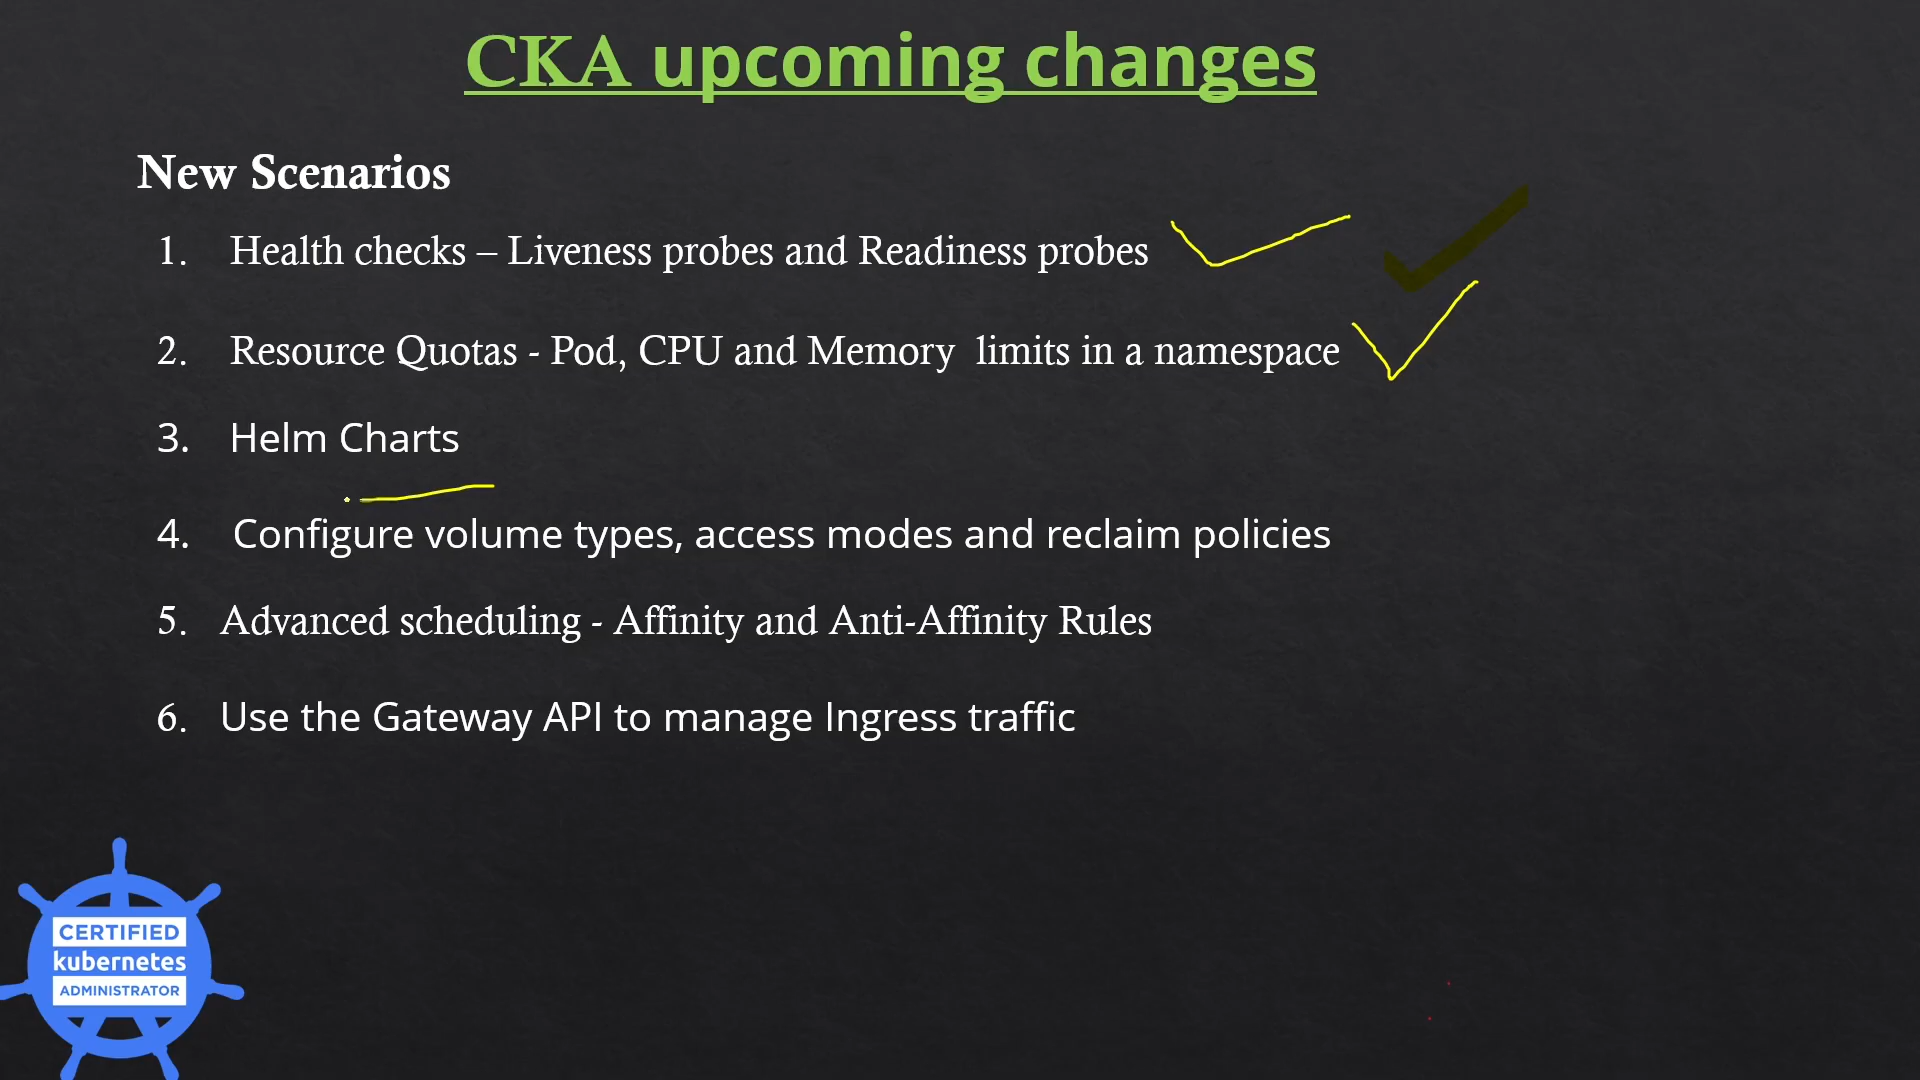 CKA upcoming changes
New Scenarios
1. Health checks – Liveness probes and Readiness probes
2. Resource Quotas - Pod, CPU and Memory limits in a namespace
3. Helm Charts
4. Configure volume types, access modes and reclaim policies
5. Advanced scheduling - Affinity and Anti-Affinity Rules
6. Use the Gateway API to manage Ingress traffic
CERTIFIED
kubernetes
ADMINISTRATOR